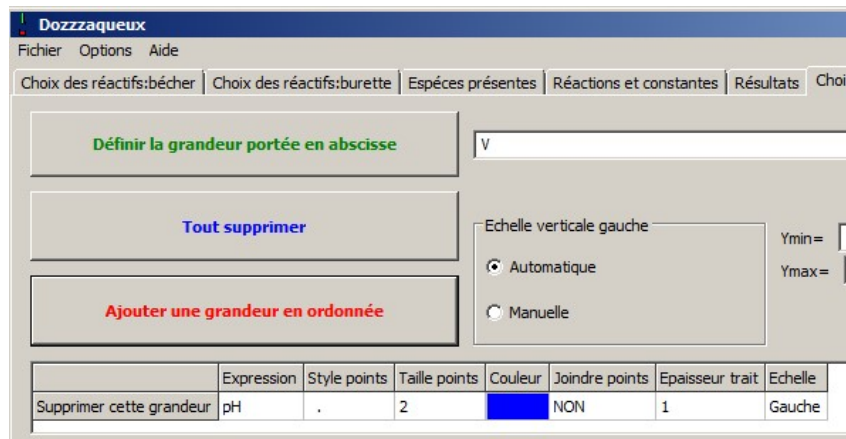 Dozzzaqueux
Fichier Options Aide
Choix des réactifs:bécher Choix des réactifs:burette Espéces présentes Réactions et constantes Résultats Choi
Définir la grandeur portée en abscisse
V
Tout supprimer
Echelle verticale gauche
Ymin=
Automatique
Ymax=
Ajouter une grandeur en ordonnée
Manuelle
Expression Style points Taille points Couleur Joindre points Epaisseur trait Echelle
Supprimer cette grandeur pH . 2 NON 1 Gauche